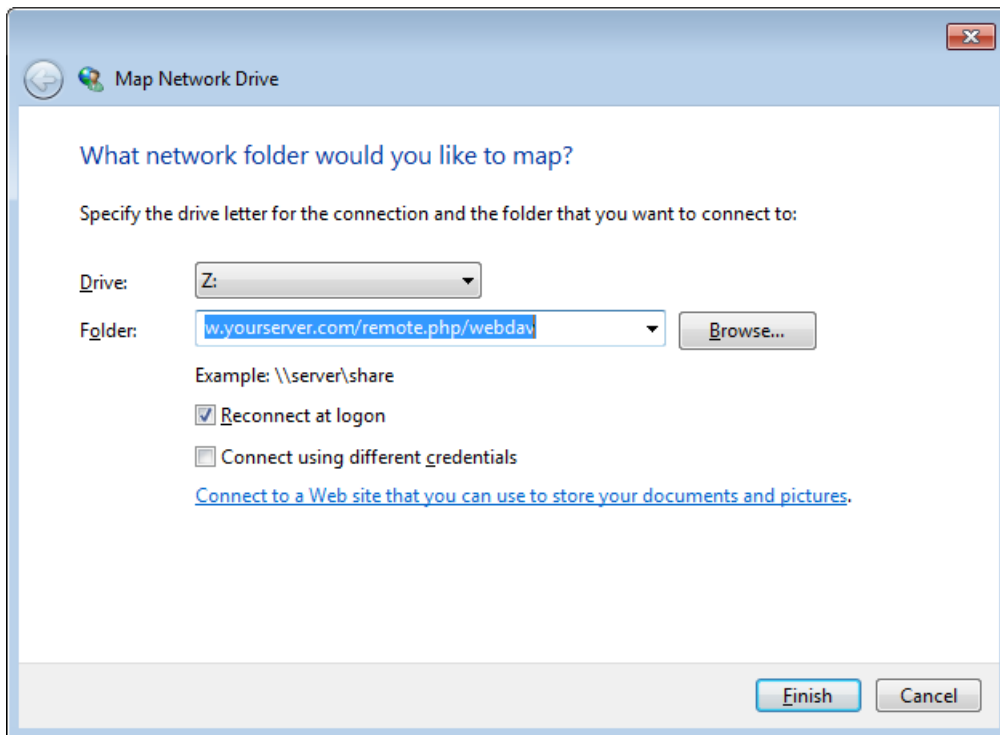 Map Network Drive
What network folder would you like to map?
Specify the drive letter for the connection and the folder that you want to connect to:
Drive: Z:
Folder: w.yourserver.com/remote.php/webdav Browse...
Example: \\server\share
Reconnect at logon
Connect using different credentials
Connect to a Web site that you can use to store your documents and pictures.
Finish Cancel